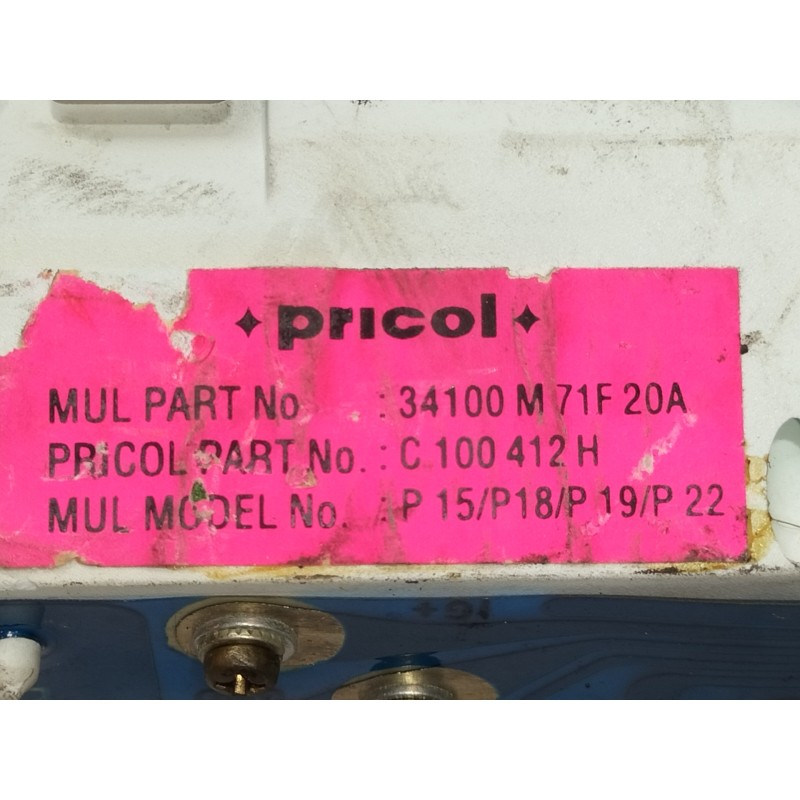 pricol
MUL PART No : 34100 M 71F 20A
PRICOL PART No. : C 100 412 H
MUL MODEL No. : P 15/P18/P 19/P 22
+ IG